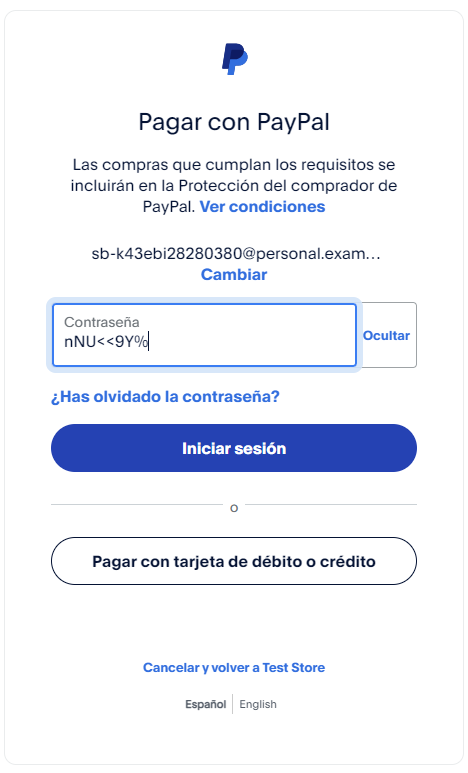 Pagar con PayPal
Las compras que cumplan los requisitos se
incluirán en la Protección del comprador de
PayPal. Ver condiciones
sb-k43ebi28280380@personal.exam...
Cambiar
Contraseña
nNU<<9Y%
Ocultar
¿Has olvidado la contraseña?
Iniciar sesión
o
Pagar con tarjeta de débito o crédito
Cancelar y volver a Test Store
Español | English